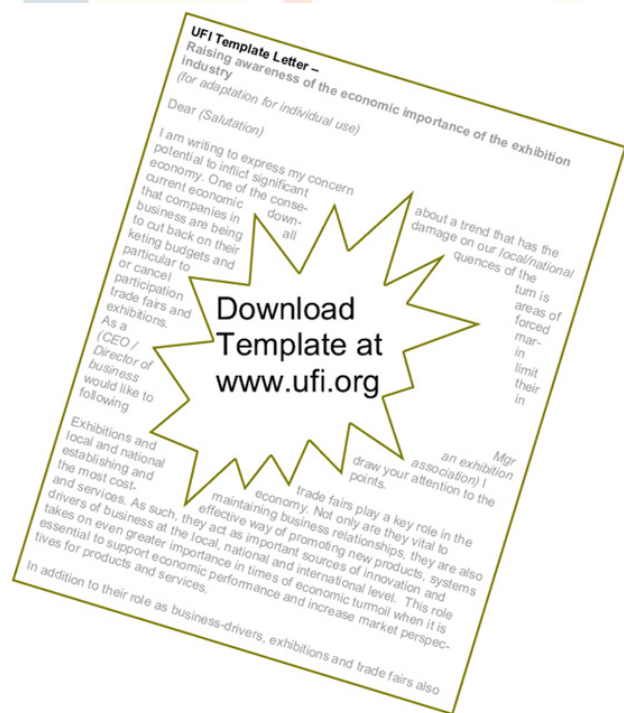 UFI Template Letter –
Raising awareness of the economic importance of the exhibition
industry
(for adaptation for individual use)
Dear (Salutation)
I am writing to express my concern about a trend that has the
potential to inflict significant damage on our local/national
economy. One of the conse- quences of the
current economic down- turn is
that companies in all areas of
business are being forced
to cut back on their mar-
keting budgets and in
particular to limit
or cancel their
participation in
trade fairs and
exhibitions.
As a
(CEO / Mgr
Director of an exhibition
business association) I
would like to draw your attention to the
following points.
Exhibitions and trade fairs play a key role in the
local and national economy. Not only are they vital to
establishing and maintaining business relationships, they are also
the most cost- effective way of promoting new products, systems
and services. As such, they act as important sources of innovation and
drivers of business at the local, national and international level. This role
takes on even greater importance in times of economic turmoil when it is
essential to support economic performance and increase market perspec-
tives for products and services.
In addition to their role as business-drivers, exhibitions and trade fairs also
Download
Template at
www.ufi.org